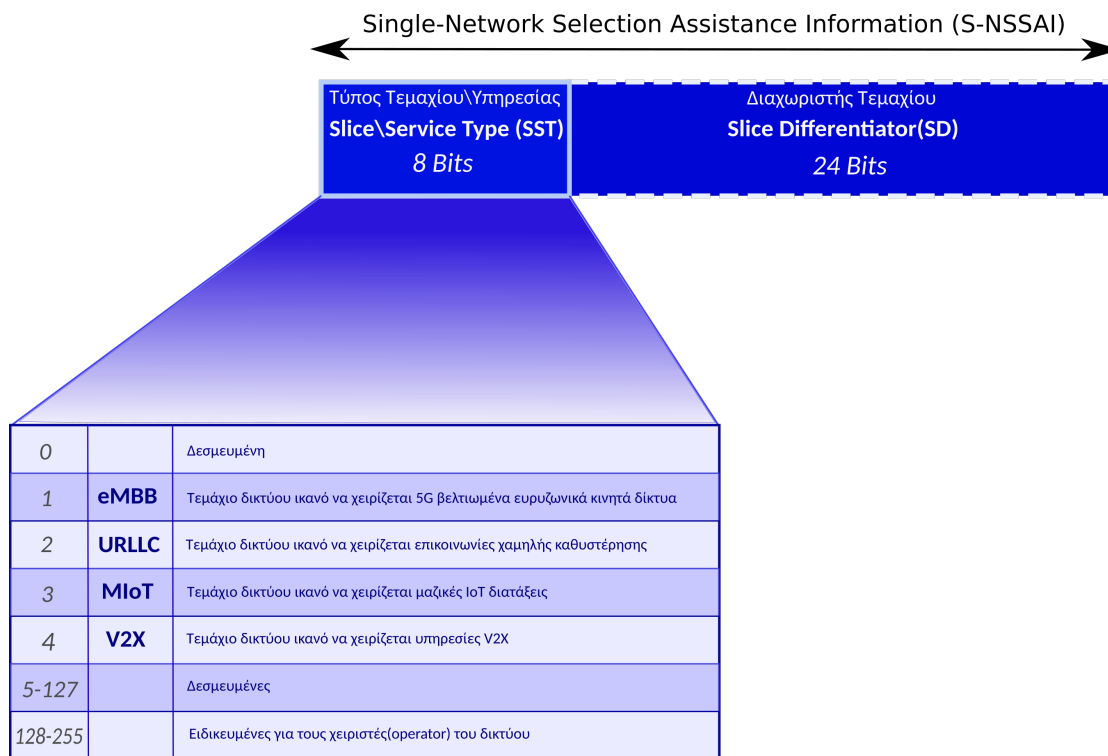 Single-Network Selection Assistance Information (S-NSSAI)
Τύπος Τεμαχίου\Υπηρεσίας
Slice\Service Type (SST)
8 Bits
Διαχωριστής Τεμαχίου
Slice Differentiator(SD)
24 Bits
0 Δεσμευμένη
1 eMBB Τεμάχιο δικτύου ικανό να χειρίζεται 5G βελτιωμένα ευρυζωνικά κινητά δίκτυα
2 URLLC Τεμάχιο δικτύου ικανό να χειρίζεται επικοινωνίες χαμηλής καθυστέρησης
3 MIoT Τεμάχιο δικτύου ικανό να χειρίζεται μαζικές IoT διατάξεις
4 V2X Τεμάχιο δικτύου ικανό να χειρίζεται υπηρεσίες V2X
5-127 Δεσμευμένες
128-255 Ειδικευμένες για τους χειριστές(operator) του δικτύου